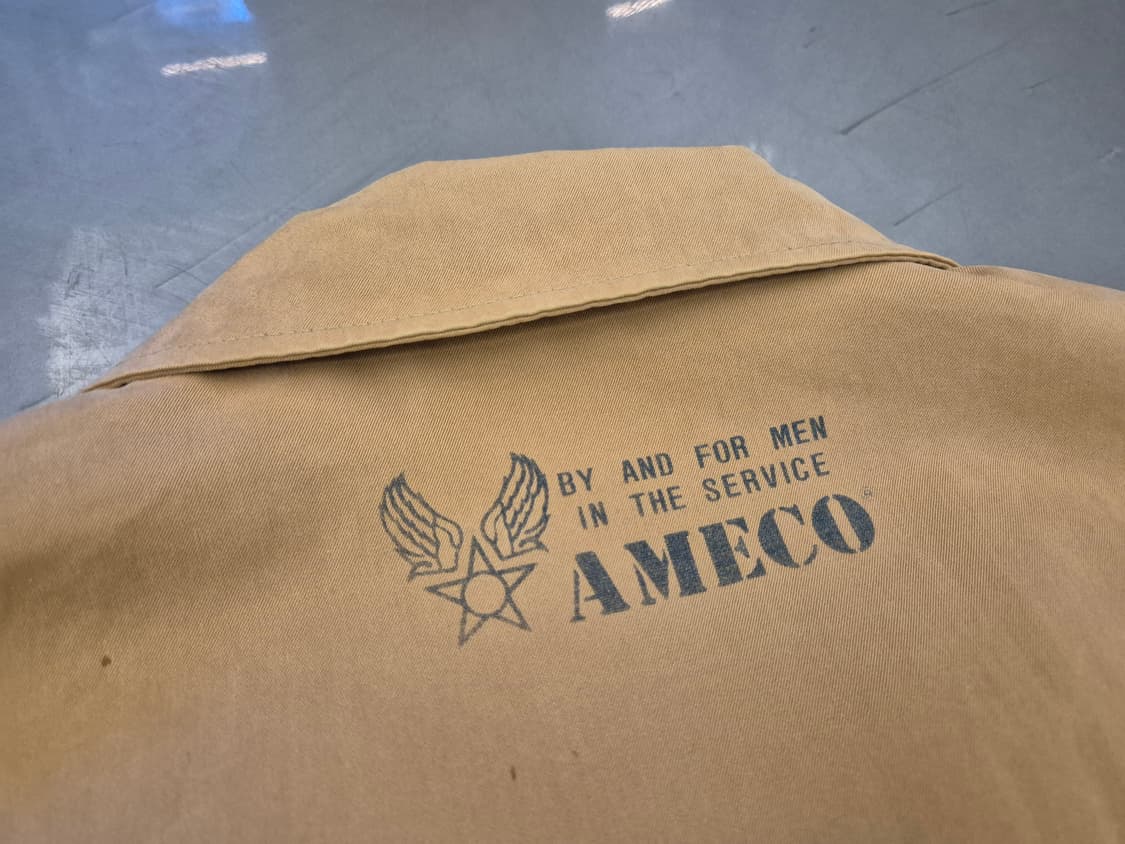 BY AND FOR MEN
IN THE SERVICE
AMECO